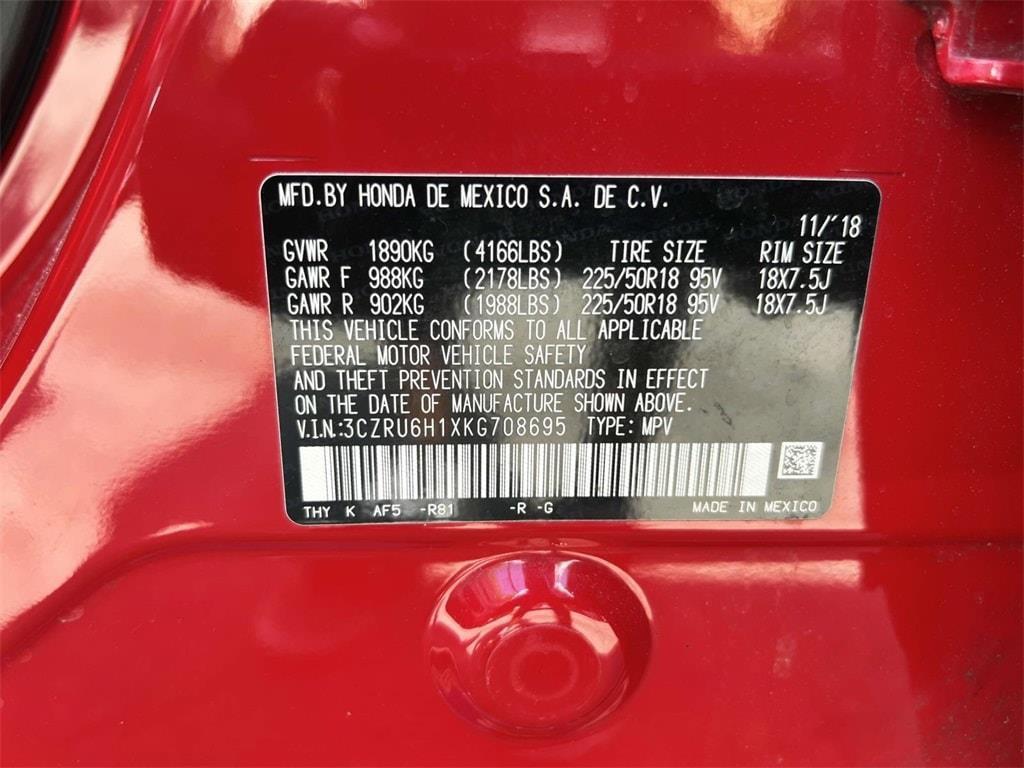 MFD.BY HONDA DE MEXICO S.A. DE C.V.
11/'18
GVWR 1890KG (4166LBS) TIRE SIZE RIM SIZE
GAWR F 988KG (2178LBS) 225/50R18 95V 18X7.5J
GAWR R 902KG (1988LBS) 225/50R18 95V 18X7.5J
THIS VEHICLE CONFORMS TO ALL APPLICABLE
FEDERAL MOTOR VEHICLE SAFETY
AND THEFT PREVENTION STANDARDS IN EFFECT
ON THE DATE OF MANUFACTURE SHOWN ABOVE.
V.I.N.:3CZRU6H1XKG708695 TYPE: MPV
THY K AF5 -R81 -R -G MADE IN MEXICO